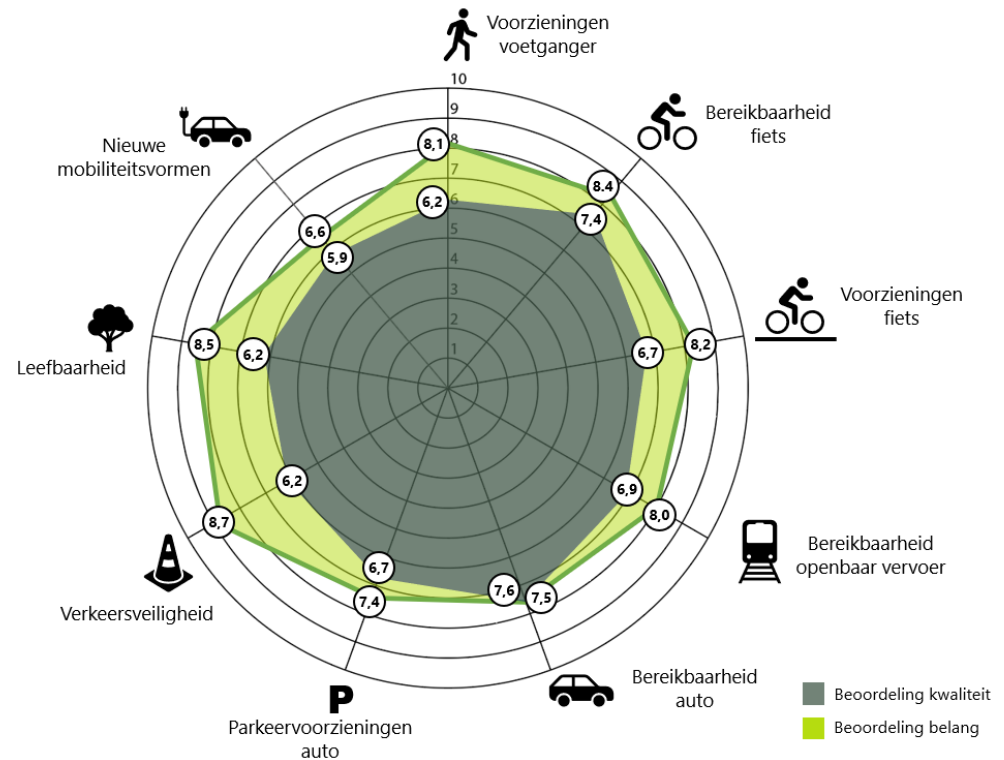 Voorzieningen
voetganger
10
9
8
7
6
5
4
3
2
1
Bereikbaarheid
fiets
Nieuwe
mobiliteitsvormen
8,1
6,2
8.4
7,4
6,6
5,9
Voorzieningen
fiets
8,2
6,7
Leefbaarheid
8,5
6,2
6,9
8,0
Bereikbaarheid
openbaar vervoer
6,2
8,7
Verkeersveiligheid
6,7
7,4
7,6
7,5
Bereikbaarheid
auto
P
Parkeervoorzieningen
auto
Beoordeling kwaliteit
Beoordeling belang